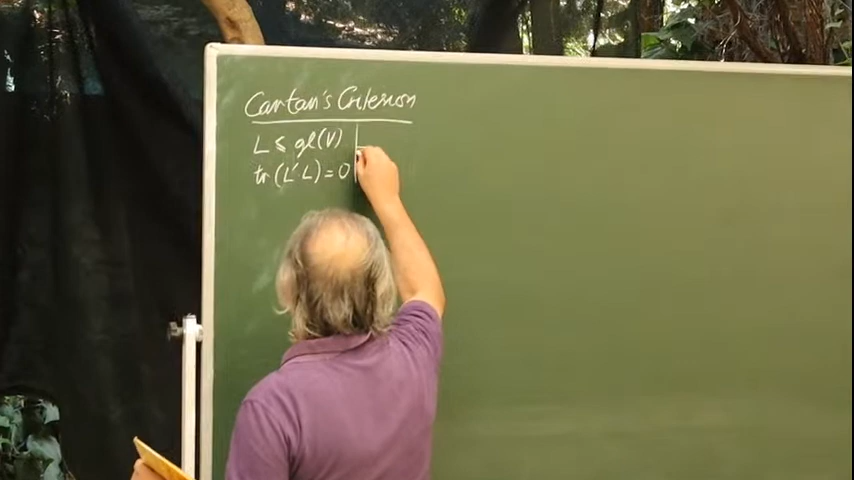 Cartan's Criterion
L ≤ gl(V)
tr(L' L) = 0